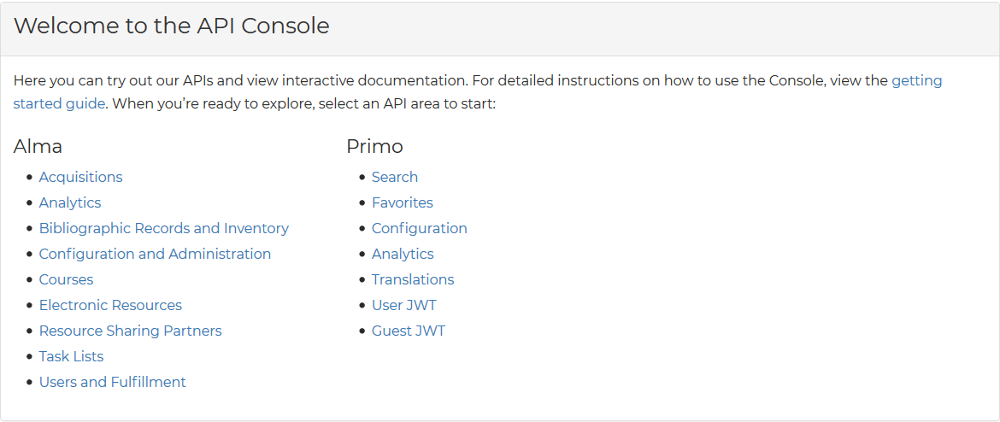 Welcome to the API Console
Here you can try out our APIs and view interactive documentation. For detailed instructions on how to use the Console, view the getting
started guide. When you’re ready to explore, select an API area to start:
Alma
Acquisitions
Analytics
Bibliographic Records and Inventory
Configuration and Administration
Courses
Electronic Resources
Resource Sharing Partners
Task Lists
Users and Fulfillment
Primo
Search
Favorites
Configuration
Analytics
Translations
User JWT
Guest JWT